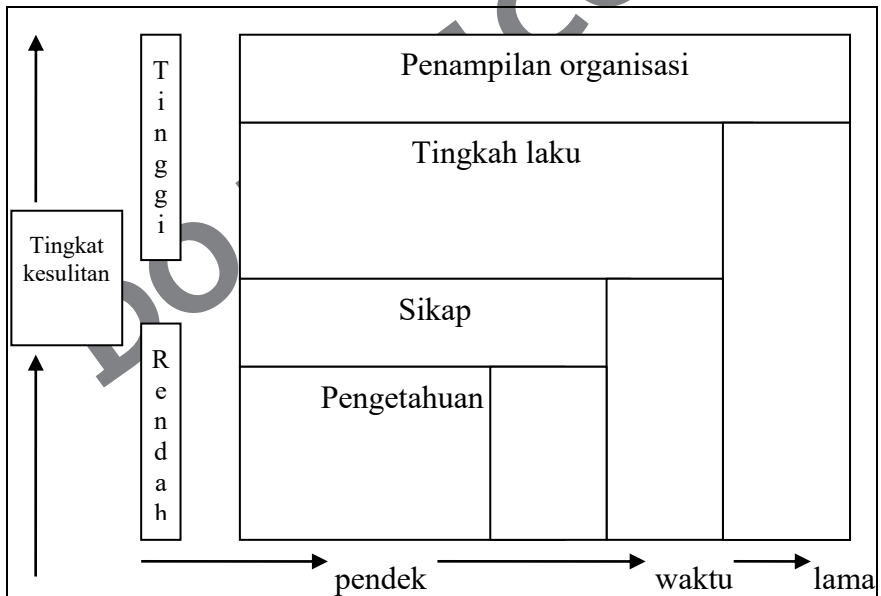 Tinggi
Penampilan organisasi
Tingkah laku
Tingkat
kesulitan
Sikap
Rendah
Pengetahuan
pendek
waktu
lama